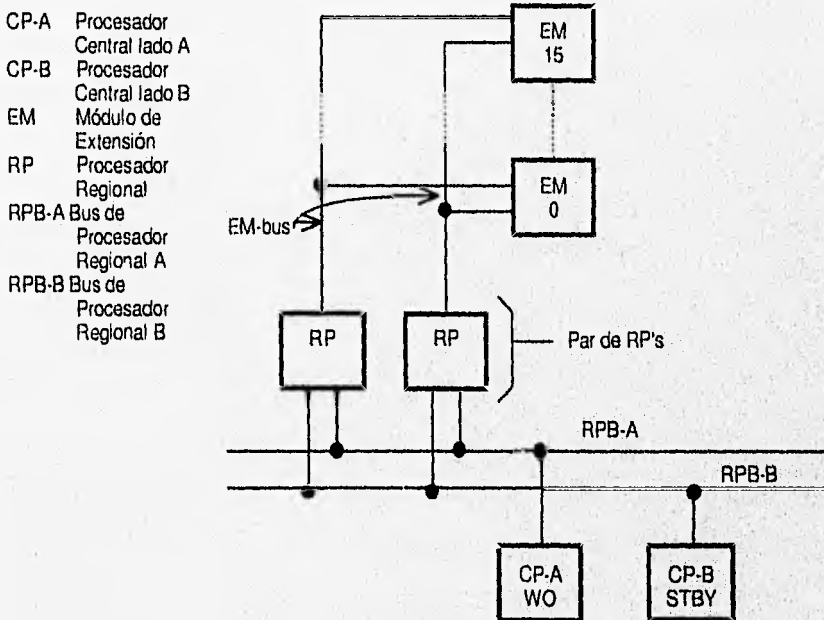 CP-A Procesador
Central lado A
CP-B Procesador
Central lado B
EM Módulo de
Extensión
RP Procesador
Regional
RPB-A Bus de
Procesador
Regional A
RPB-B Bus de
Procesador
Regional B
EM
15
EM
0
EM-bus
RP
RP
Par de RP's
RPB-A
RPB-B
CP-A
WO
CP-B
STBY